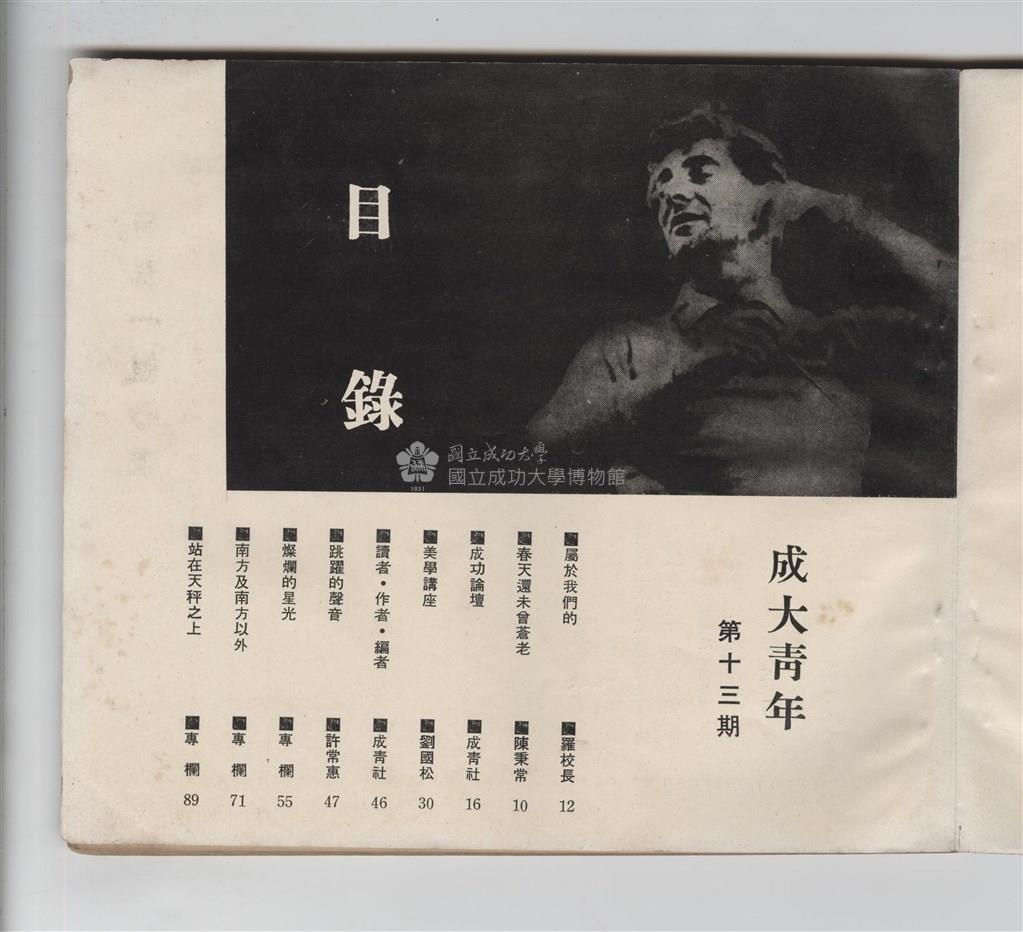 目錄
國立成功大學
國立成功大學博物館
1931
成大青年
第十三期
屬於我們的 羅校長 12
春天還未曾蒼老 陳秉常 10
成功論壇 成青社 16
美學講座 劉國松 30
讀者・作者・編者 成青社 46
跳躍的聲音 許常惠 47
燦爛的星光 專欄 55
南方及南方以外 專欄 71
站在天秤之上 專欄 89